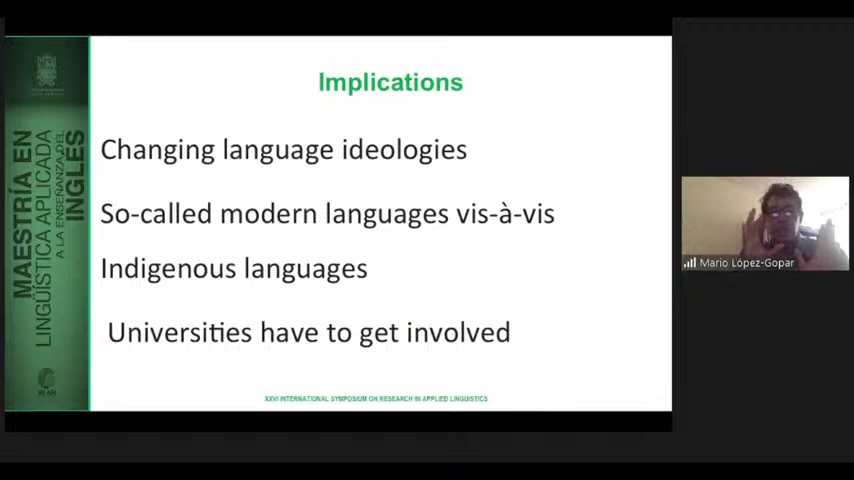 Implications
Changing language ideologies
So-called modern languages vis-à-vis
Indigenous languages
Universities have to get involved
XXVI INTERNATIONAL SYMPOSIUM ON RESEARCH IN APPLIED LINGUISTICS
MAESTRÍA EN
LINGÜÍSTICA APLICADA
A LA ENSEÑANZA DEL
INGLÉS
Mario López-Gopar